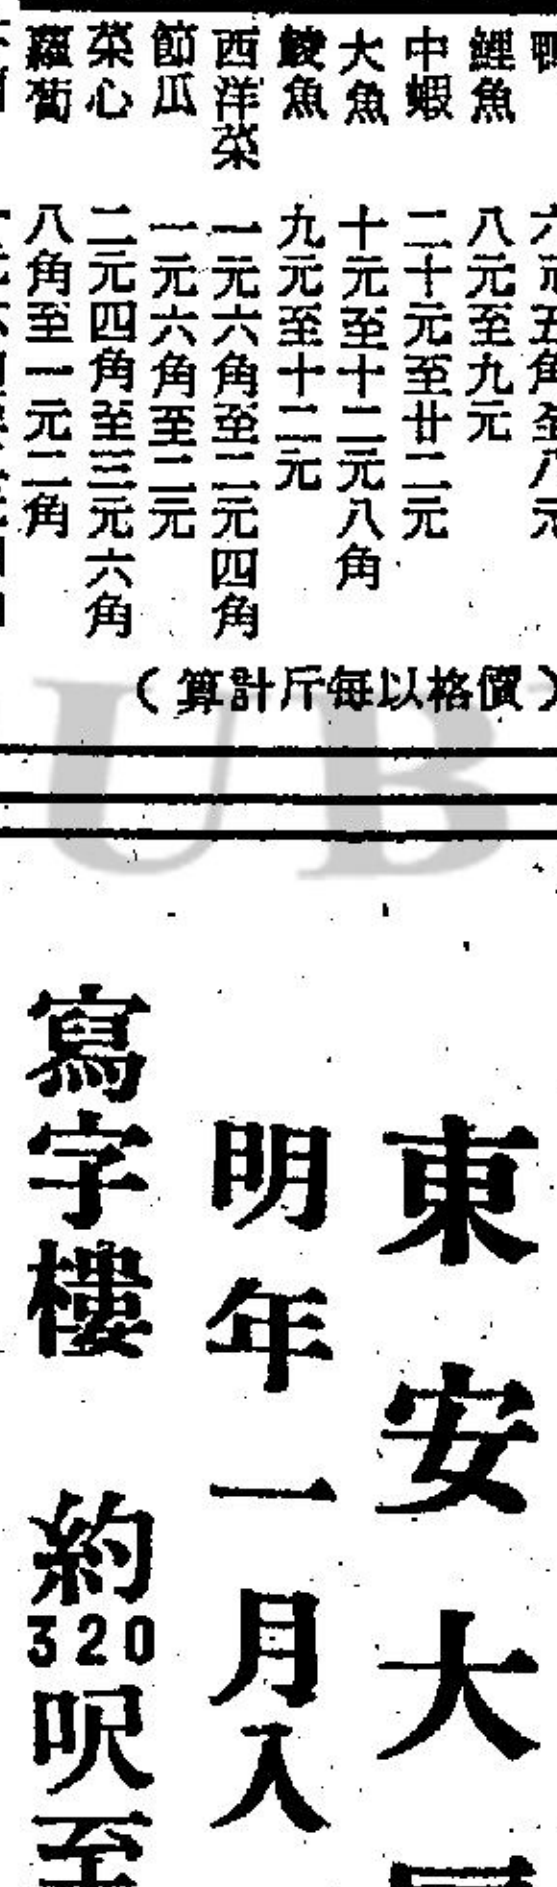 鯉魚 八元至九元
中蝦 二十元至廿二元
大魚 十元至十二元八角
鯪魚 九元至十二元
西洋菜 一元六角至二元四角
節瓜 一元六角至二元
菜心 二元四角至三元六角
蘿蔔 八角至一元二角
（價格以每斤計算）
UB
東安大
明年一月入
寫字樓 約320呎至